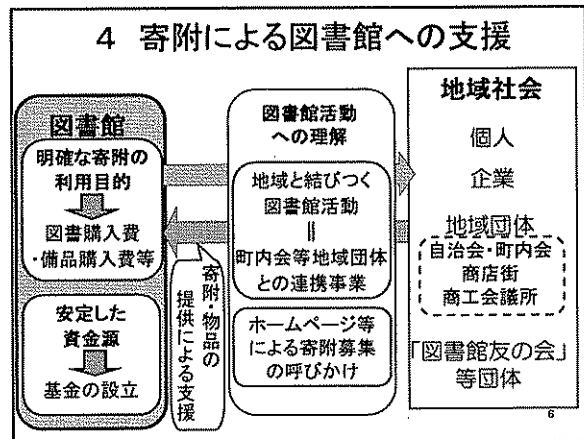 4 寄附による図書館への支援
図書館
明確な寄附の
利用目的
図書購入費
・備品購入費等
安定した
資金源
基金の設立
寄附・物品の
提供による支援
図書館活動
への理解
地域と結びつく
図書館活動
||
町内会等地域団体
との連携事業
ホームページ等
による寄附募集
の呼びかけ
地域社会
個人
企業
地域団体
自治会・町内会
商店街
商工会議所
「図書館友の会」
等団体
6